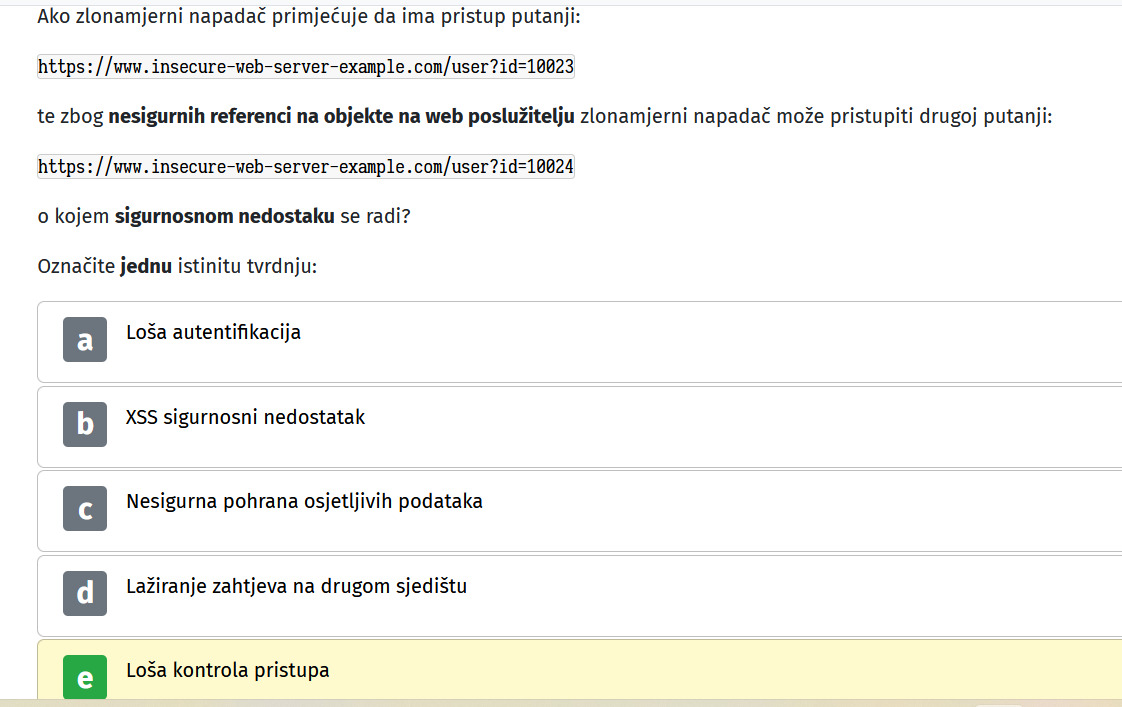 Ako zlonamjerni napadač primjećuje da ima pristup putanji:
https://www.insecure-web-server-example.com/user?id=10023
te zbog nesigurnih referenci na objekte na web poslužitelju zlonamjerni napadač može pristupiti drugoj putanji:
https://www.insecure-web-server-example.com/user?id=10024
o kojem sigurnosnom nedostaku se radi?
Označite jednu istinitu tvrdnju:
a Loša autentifikacija
b XSS sigurnosni nedostatak
c Nesigurna pohrana osjetljivih podataka
d Lažiranje zahtjeva na drugom sjedištu
e Loša kontrola pristupa